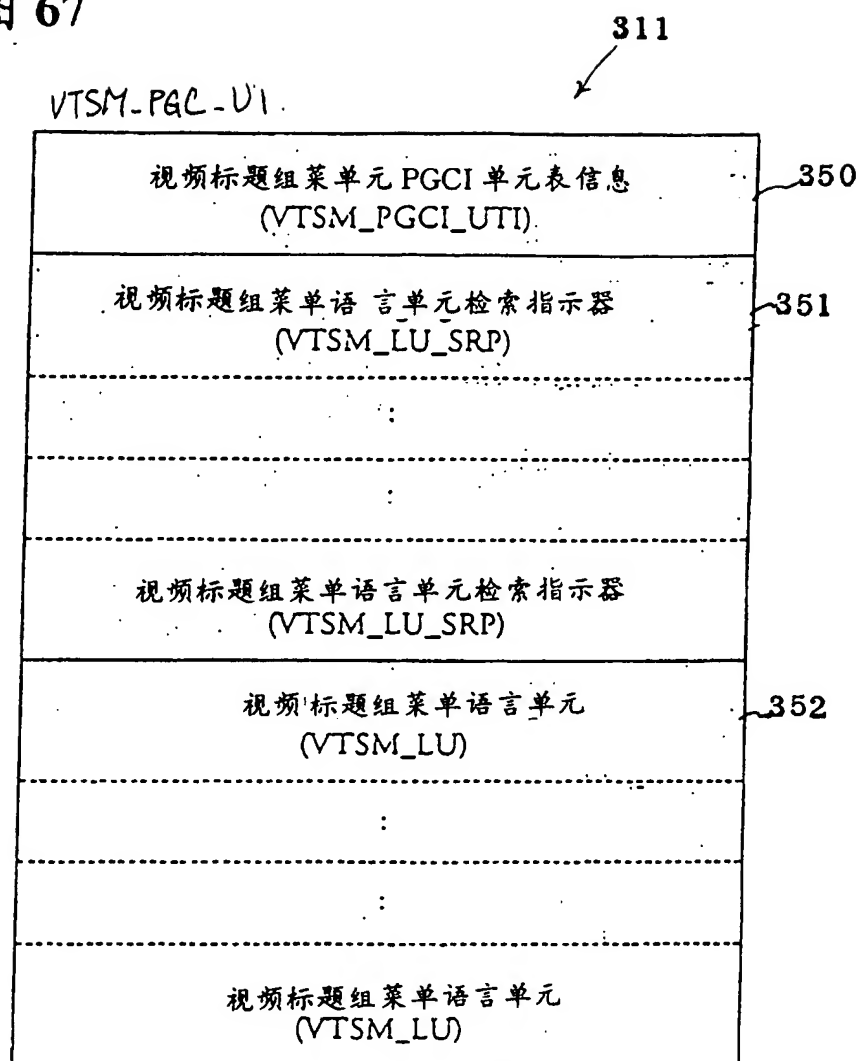 图 67
311
VTSM-PGC-UI
视频标题组菜单元 PGCI 单元表信息
(VTSM_PGCI_UTI)
350
视频标题组菜单语 言单元检索指示器
(VTSM_LU_SRP)
351
:
:
视频标题组菜单语言单元检索指示器
(VTSM_LU_SRP)
视频标题组菜单语言单元
(VTSM_LU)
352
:
:
视频标题组菜单语言单元
(VTSM_LU)